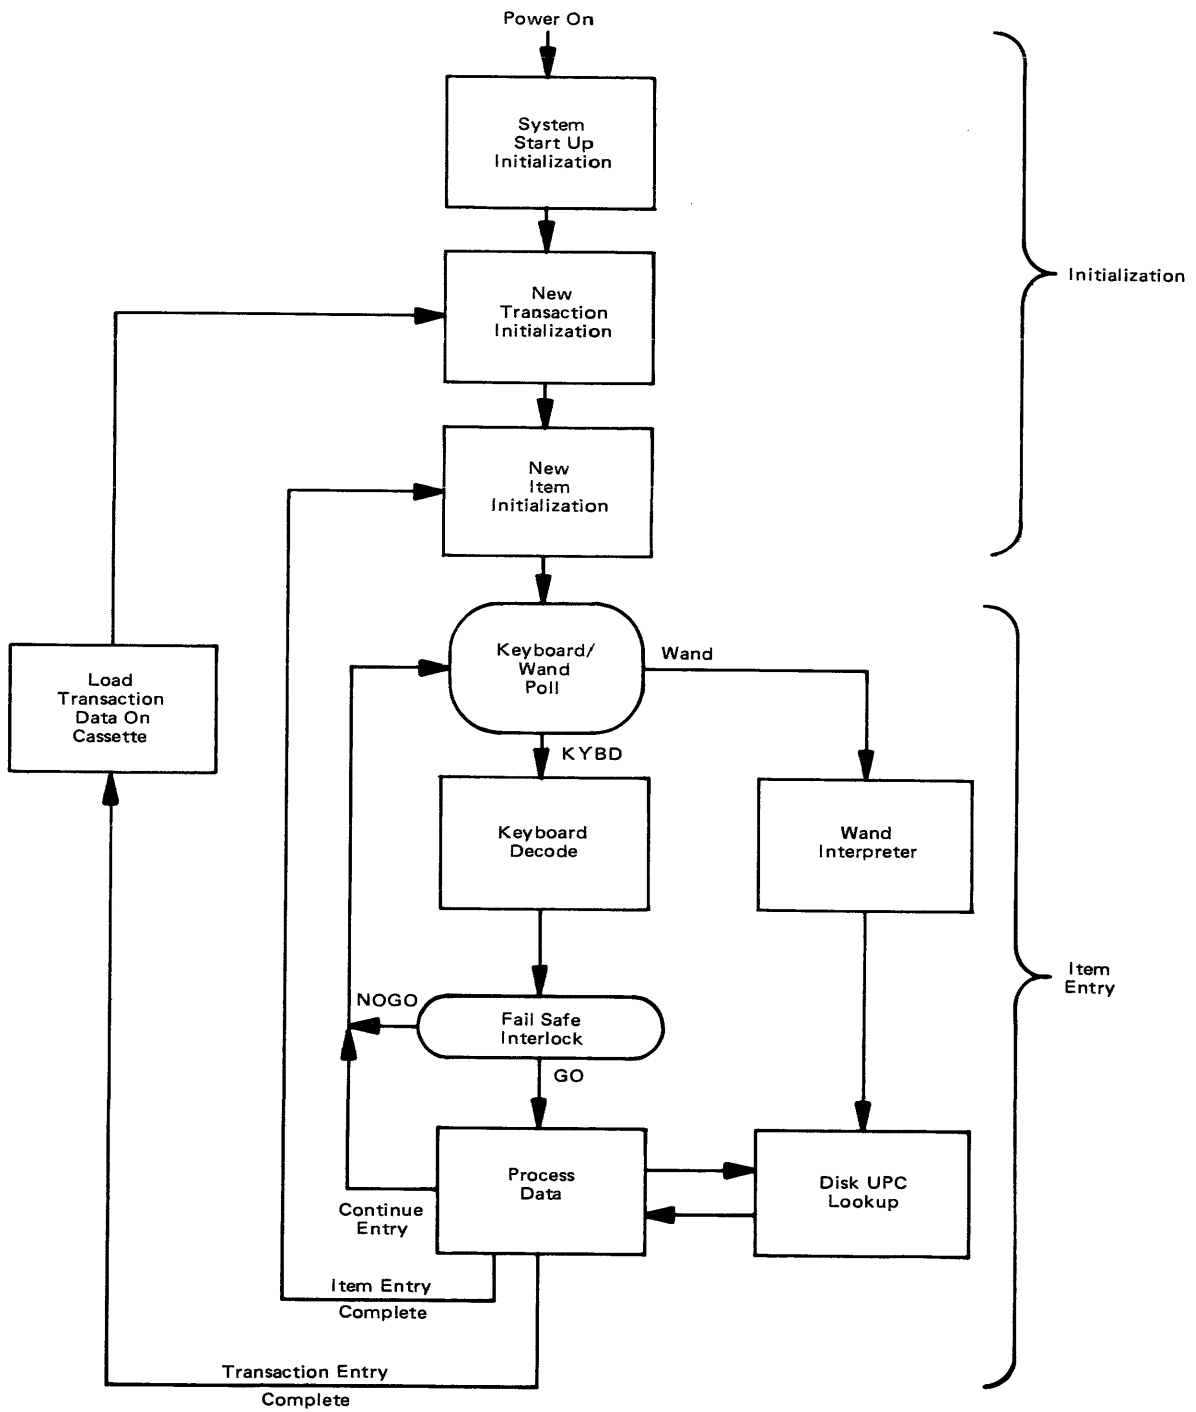 Power On
System
Start Up
Initialization
New
Transaction
Initialization
Initialization
New
Item
Initialization
Keyboard/
Wand
Poll
Wand
Load
Transaction
Data On
Cassette
KYBD
Keyboard
Decode
Wand
Interpreter
Item
Entry
NOGO
Fail Safe
Interlock
GO
Process
Data
Disk UPC
Lookup
Continue
Entry
Item Entry
Complete
Transaction Entry
Complete